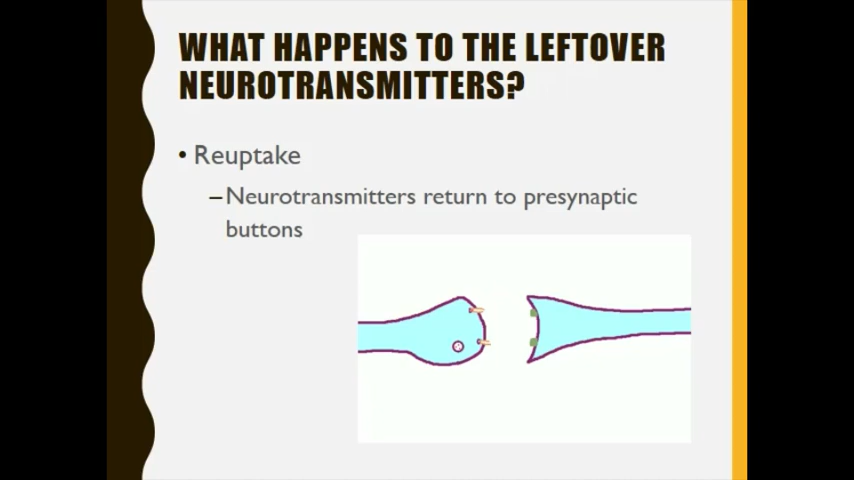 WHAT HAPPENS TO THE LEFTOVER
NEUROTRANSMITTERS?
• Reuptake
–Neurotransmitters return to presynaptic
buttons